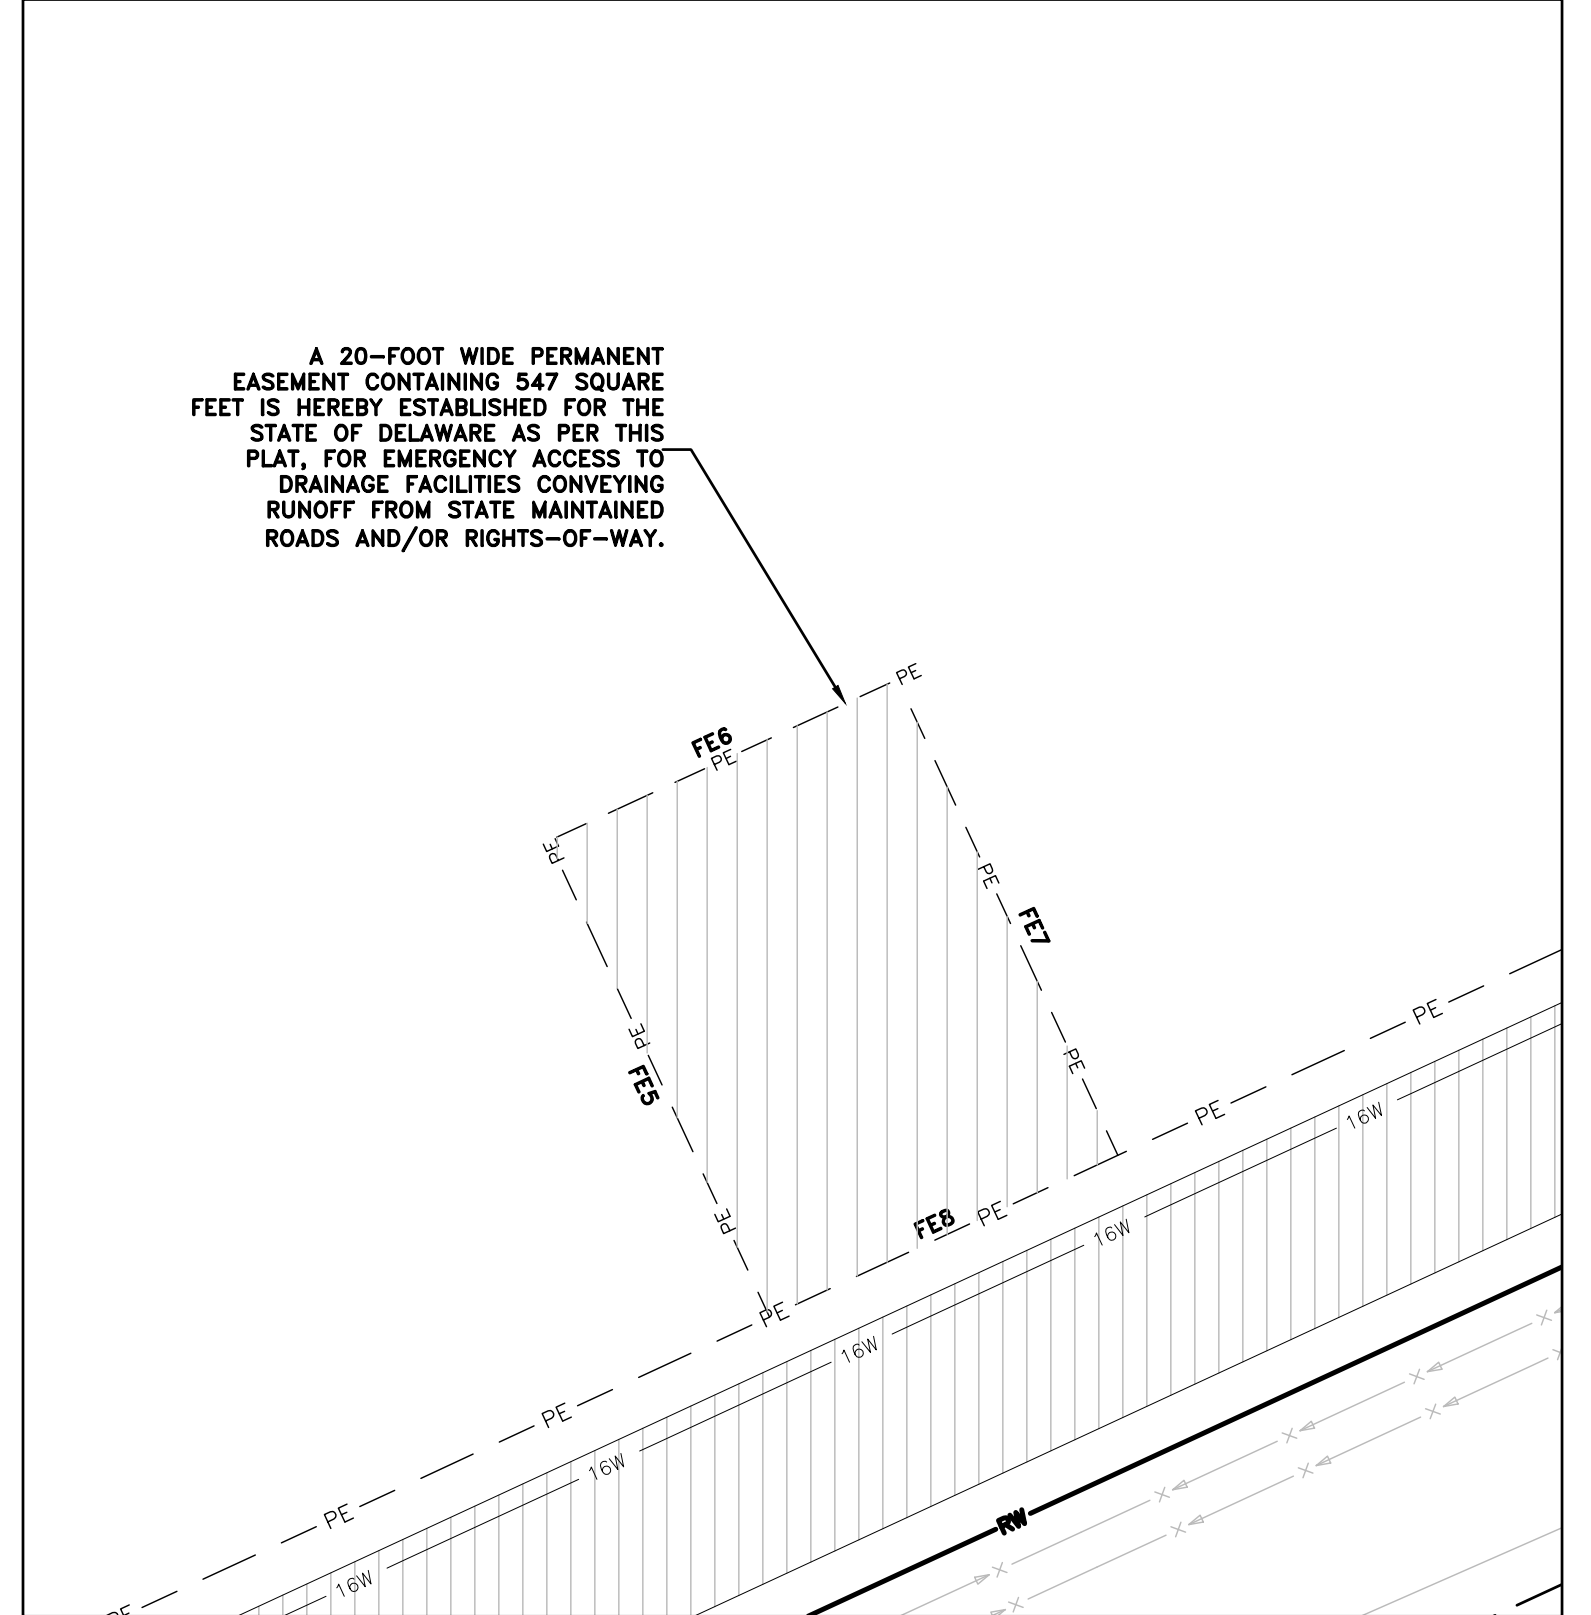 A 20-FOOT WIDE PERMANENT
EASEMENT CONTAINING 547 SQUARE
FEET IS HEREBY ESTABLISHED FOR THE
STATE OF DELAWARE AS PER THIS
PLAT, FOR EMERGENCY ACCESS TO
DRAINAGE FACILITIES CONVEYING
RUNOFF FROM STATE MAINTAINED
ROADS AND/OR RIGHTS-OF-WAY.
PE
FE6
PE
PE
PE
FE7
PE
FE5
PE
PE
FE8
PE
PE
PE
PE
PE
PE
PE
16W
16W
16W
16W
16W
RW